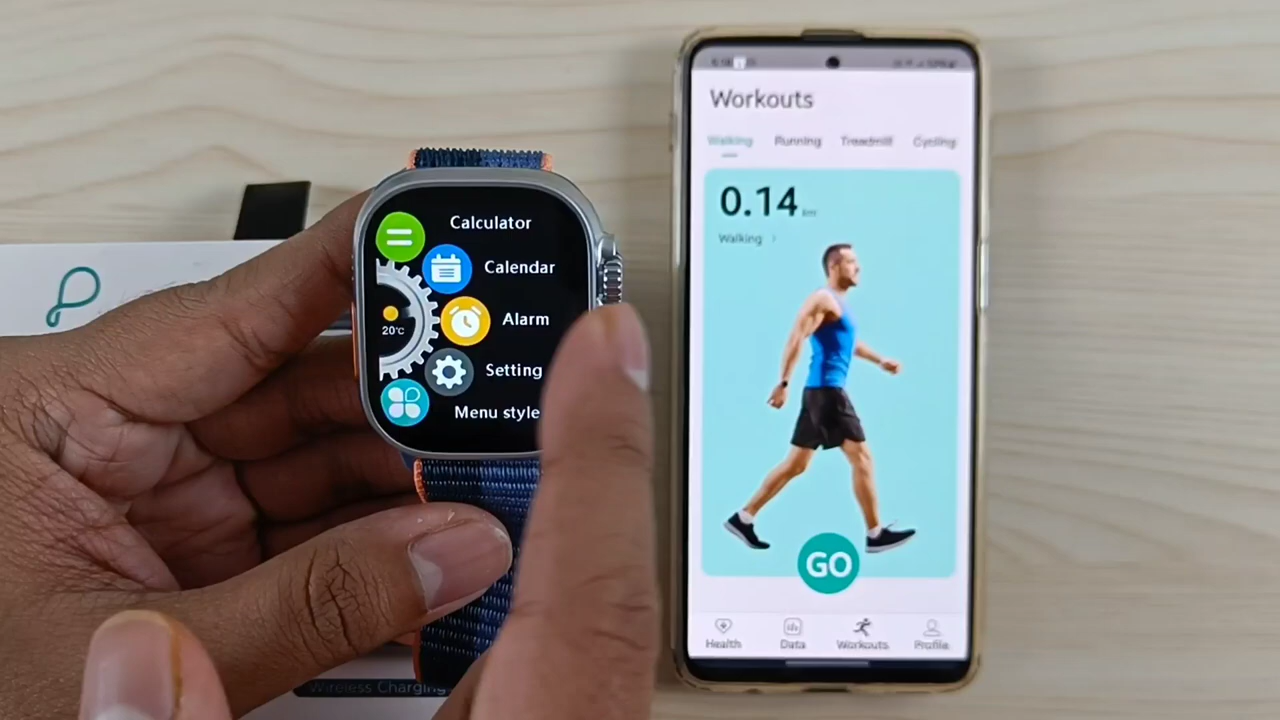 Calculator
Calendar
Alarm
20°C
Setting
Menu style
Wireless Charging
Workouts
Walking Running Treadmill Cycling
0.14 km
Walking
GO
Health Data Workouts Profile